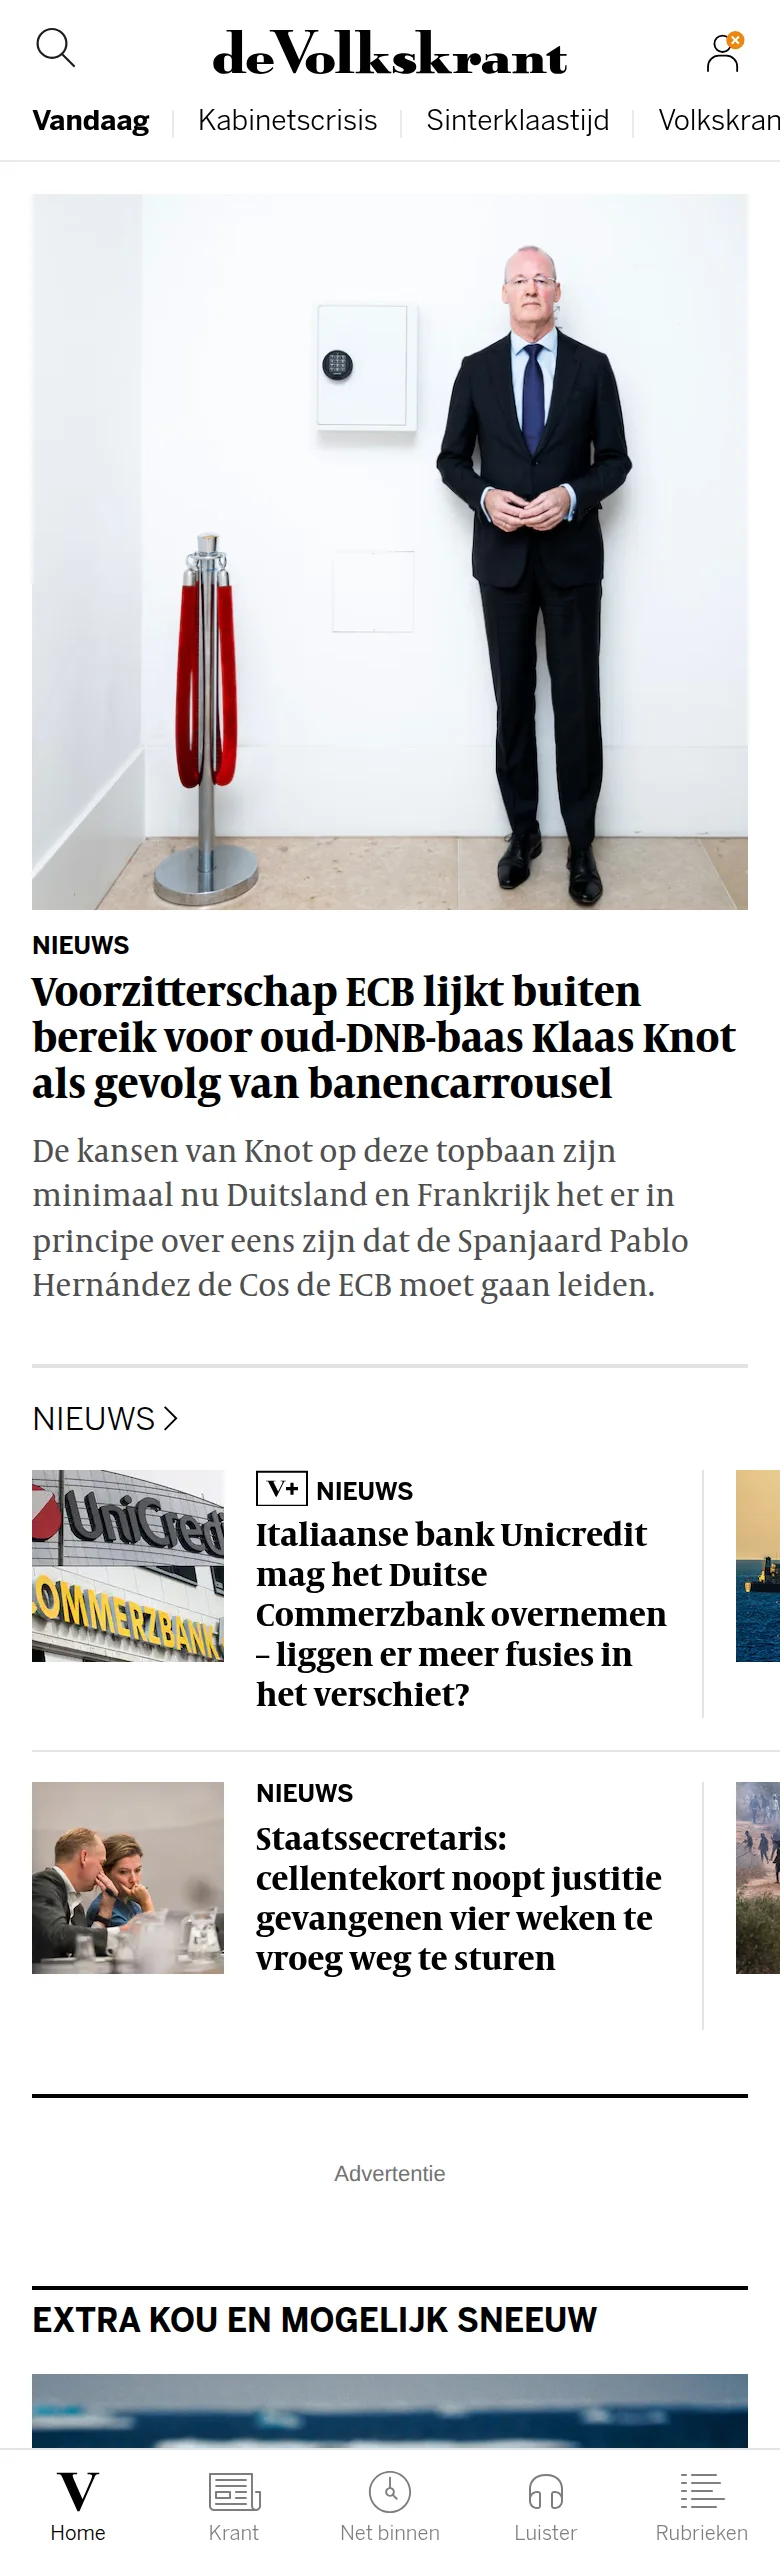 deVolkskrant
Vandaag Kabinetscrisis Sinterklaastijd Volkskran
NIEUWS
Voorzitterschap ECB lijkt buiten
bereik voor oud-DNB-baas Klaas Knot
als gevolg van banencarrousel
De kansen van Knot op deze topbaan zijn
minimaal nu Duitsland en Frankrijk het er in
principe over eens zijn dat de Spanjaard Pablo
Hernández de Cos de ECB moet gaan leiden.
NIEUWS
UniCredi
COMMERZBANK
V+ NIEUWS
Italiaanse bank Unicredit
mag het Duitse
Commerzbank overnemen
– liggen er meer fusies in
het verschiet?
NIEUWS
Staatssecretaris:
cellentekort noopt justitie
gevangenen vier weken te
vroeg weg te sturen
Advertentie
EXTRA KOU EN MOGELIJK SNEEUW
V
Home Krant Net binnen Luister Rubrieken